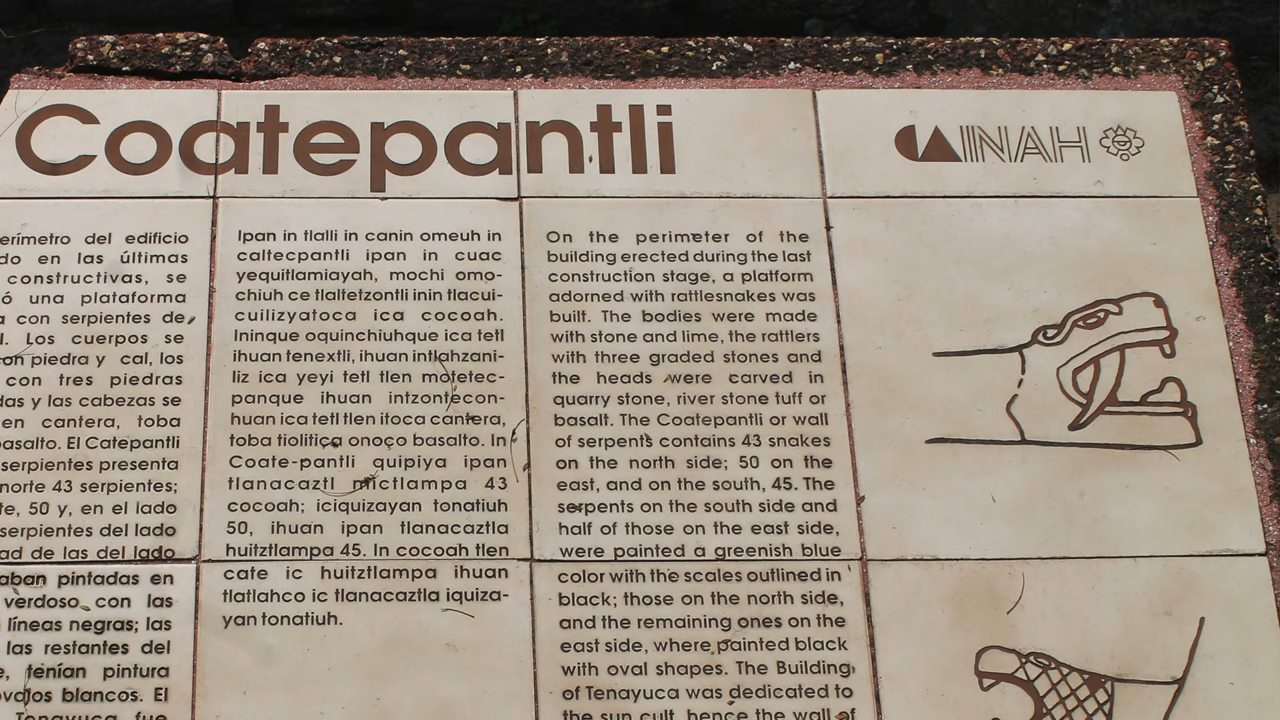 Coatepantli
INAH
erímetro del edificio
do en las últimas
constructivas, se
ó una plataforma
a con serpientes de
l. Los cuerpos se
on piedra y cal, los
con tres piedras
das y las cabezas se
en cantera, toba
basalto. El Catepantli
serpientes presenta
norte 43 serpientes;
te, 50 y, en el lado
serpientes del lado
ad de las del lado
aban pintadas en
verdoso con las
líneas negras; las
las restantes del
e, tenían pintura
ovalos blancos. El
Tenayuca fue
Ipan in tlalli in canin omeuh in
caltecpantli ipan in cuac
yequitlamiayah, mochi omo-
chiuh ce tlaltetzontli inin tlacui-
cuilizyatoca ica cocoah.
Ininque oquinchiuhque ica tetl
ihuan tenextli, ihuan intlahzani-
liz ica yeyi tetl tlen motetec-
panque ihuan intzontecon-
huan ica tetl tlen itoca cantera,
toba tiolitica onoço basalto. In
Coate-pantli quipiya ipan
tlanacaztl mictlampa 43
cocoah; iciquizayan tonatiuh
50, ihuan ipan tlanacaztla
huitztlampa 45. In cocoah tlen
cate ic huitztlampa ihuan
tlatlahco ic tlanacaztla iquiza-
yan tonatiuh.
On the perimeter of the
building erected during the last
construction stage, a platform
adorned with rattlesnakes was
built. The bodies were made
with stone and lime, the rattlers
with three graded stones and
the heads were carved in
quarry stone, river stone tuff or
basalt. The Coatepantli or wall
of serpents contains 43 snakes
on the north side; 50 on the
east, and on the south, 45. The
serpents on the south side and
half of those on the east side,
were painted a greenish blue
color with the scales outlined in
black; those on the north side,
and the remaining ones on the
east side, where painted black
with oval shapes. The Building
of Tenayuca was dedicated to
the sun cult, hence the wall of